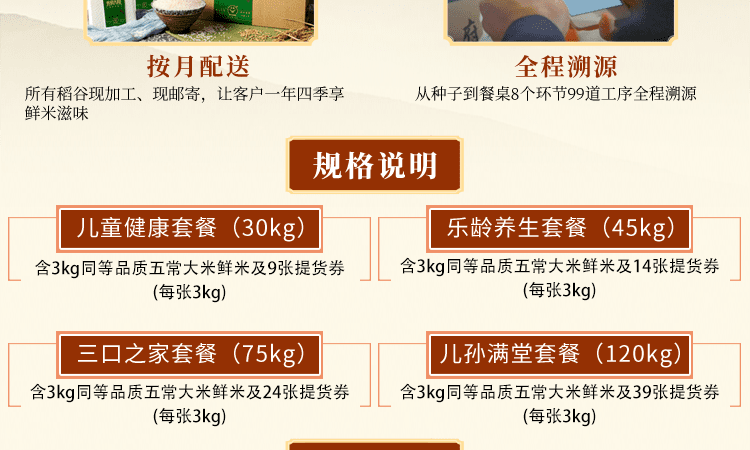 按月配送
所有稻谷现加工、现邮寄，让客户一年四季享
鲜米滋味
全程溯源
从种子到餐桌8个环节99道工序全程溯源
规格说明
儿童健康套餐（30kg）
含3kg同等品质五常大米鲜米及9张提货券
(每张3kg)
乐龄养生套餐（45kg）
含3kg同等品质五常大米鲜米及14张提货券
(每张3kg)
三口之家套餐（75kg）
含3kg同等品质五常大米鲜米及24张提货券
(每张3kg)
儿孙满堂套餐（120kg）
含3kg同等品质五常大米鲜米及39张提货券
(每张3kg)